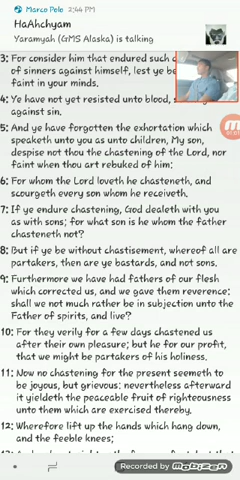 Marco Polo 2:44 PM
HaAhchyam
Yaramyah (GMS Alaska) is talking
3: For consider him that endured such
of sinners against himself, lest ye be
faint in your minds.
4: Ye have not yet resisted unto blood,
against sin.
5: And ye have forgotten the exhortation which
speaketh unto you as unto children, My son,
despise not thou the chastening of the Lord, nor
faint when thou art rebuked of him:
6: For whom the Lord loveth he chasteneth, and
scourgeth every son whom he receiveth.
7: If ye endure chastening, God dealeth with you
as with sons; for what son is he whom the father
chasteneth not?
8: But if ye be without chastisement, whereof all are
partakers, then are ye bastards, and not sons.
9: Furthermore we have had fathers of our flesh
which corrected us, and we gave them reverence:
shall we not much rather be in subjection unto the
Father of spirits, and live?
10: For they verily for a few days chastened us
after their own pleasure; but he for our profit,
that we might be partakers of his holiness.
11: Now no chastening for the present seemeth to
be joyous, but grievous: nevertheless afterward
it yieldeth the peaceable fruit of righteousness
unto them which are exercised thereby.
12: Wherefore lift up the hands which hang down,
and the feeble knees;
Recorded by mobizen